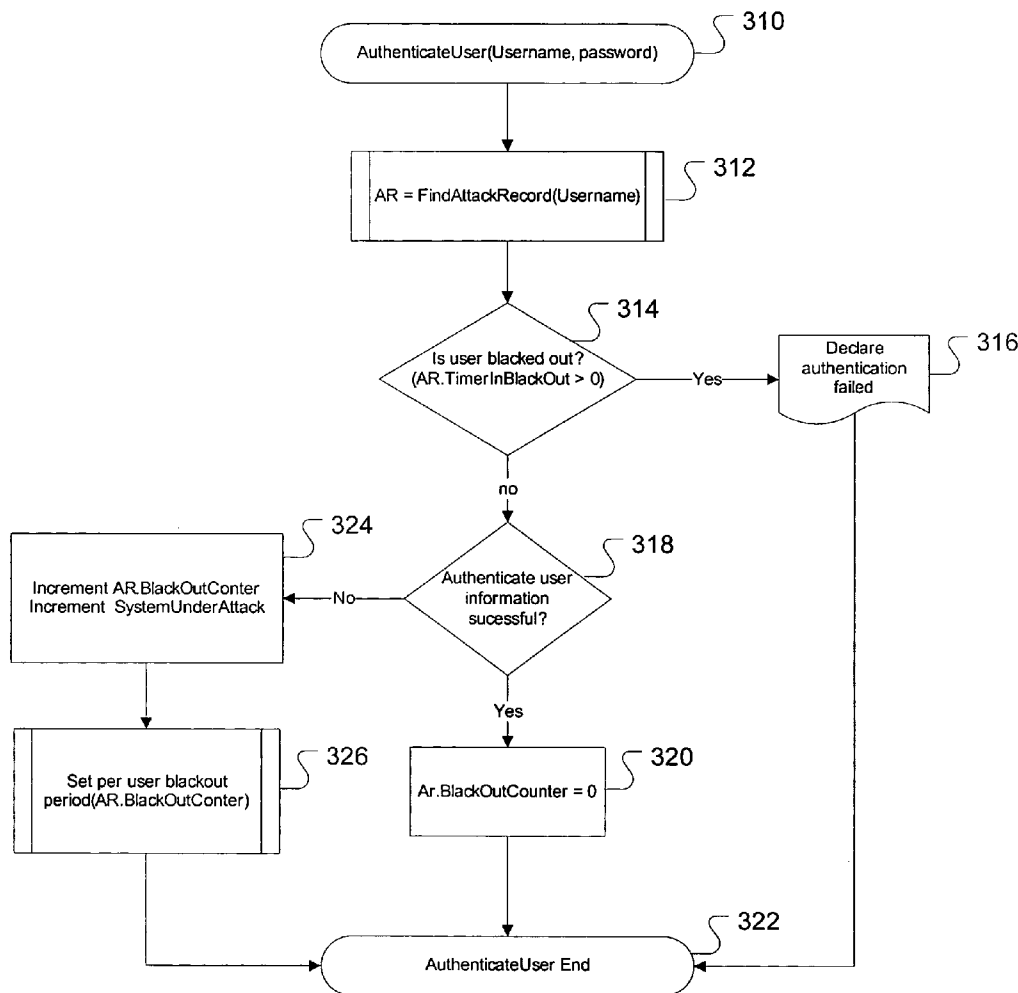 AuthenticateUser(Username, password)
310
AR = FindAttackRecord(Username)
312
Is user blacked out?
(AR.TimerInBlackOut > 0)
314
Yes
Declare
authentication
failed
316
no
Authenticate user
information
sucessful?
318
No
Increment AR.BlackOutConter
Increment SystemUnderAttack
324
Yes
Set per user blackout
period(AR.BlackOutConter)
326
Ar.BlackOutCounter = 0
320
AuthenticateUser End
322